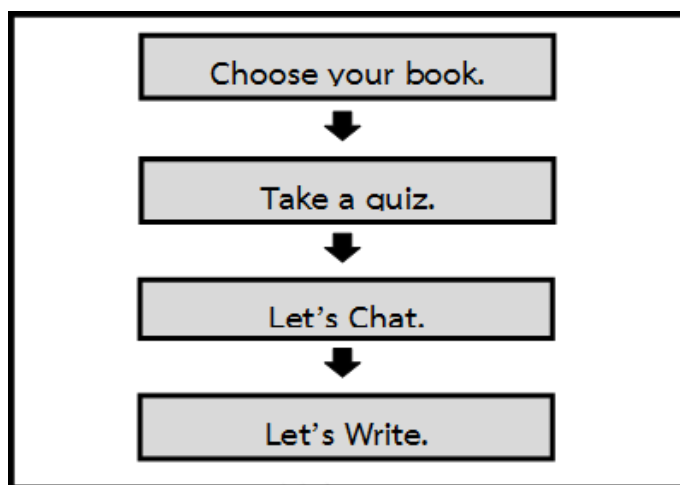 Choose your book.
Take a quiz.
Let's Chat.
Let's Write.